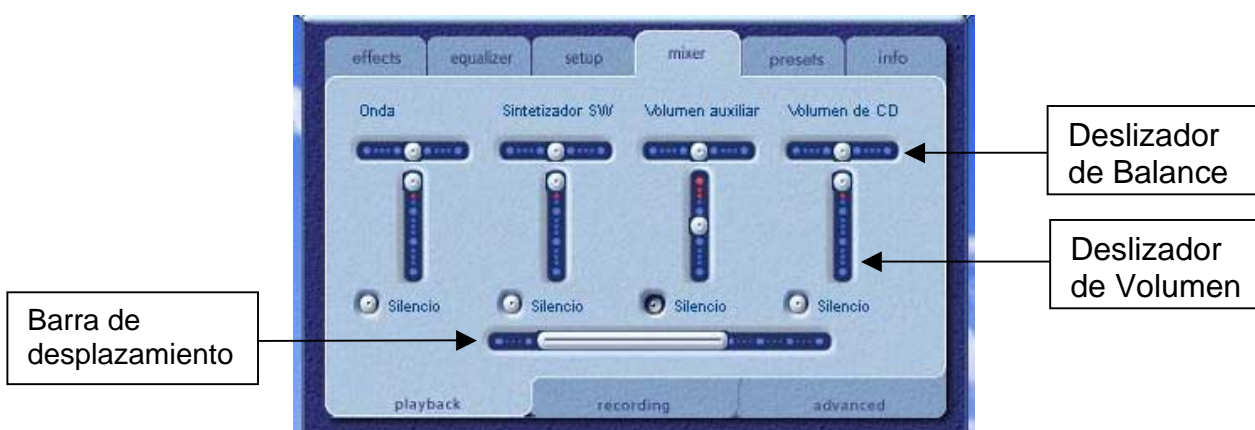 effects equalizer setup mixer presets info
Onda Sintetizador SW Volumen auxiliar Volumen de CD
Deslizador
de Balance
Deslizador
de Volumen
Silencio Silencio Silencio Silencio
Barra de
desplazamiento
playback recording advanced